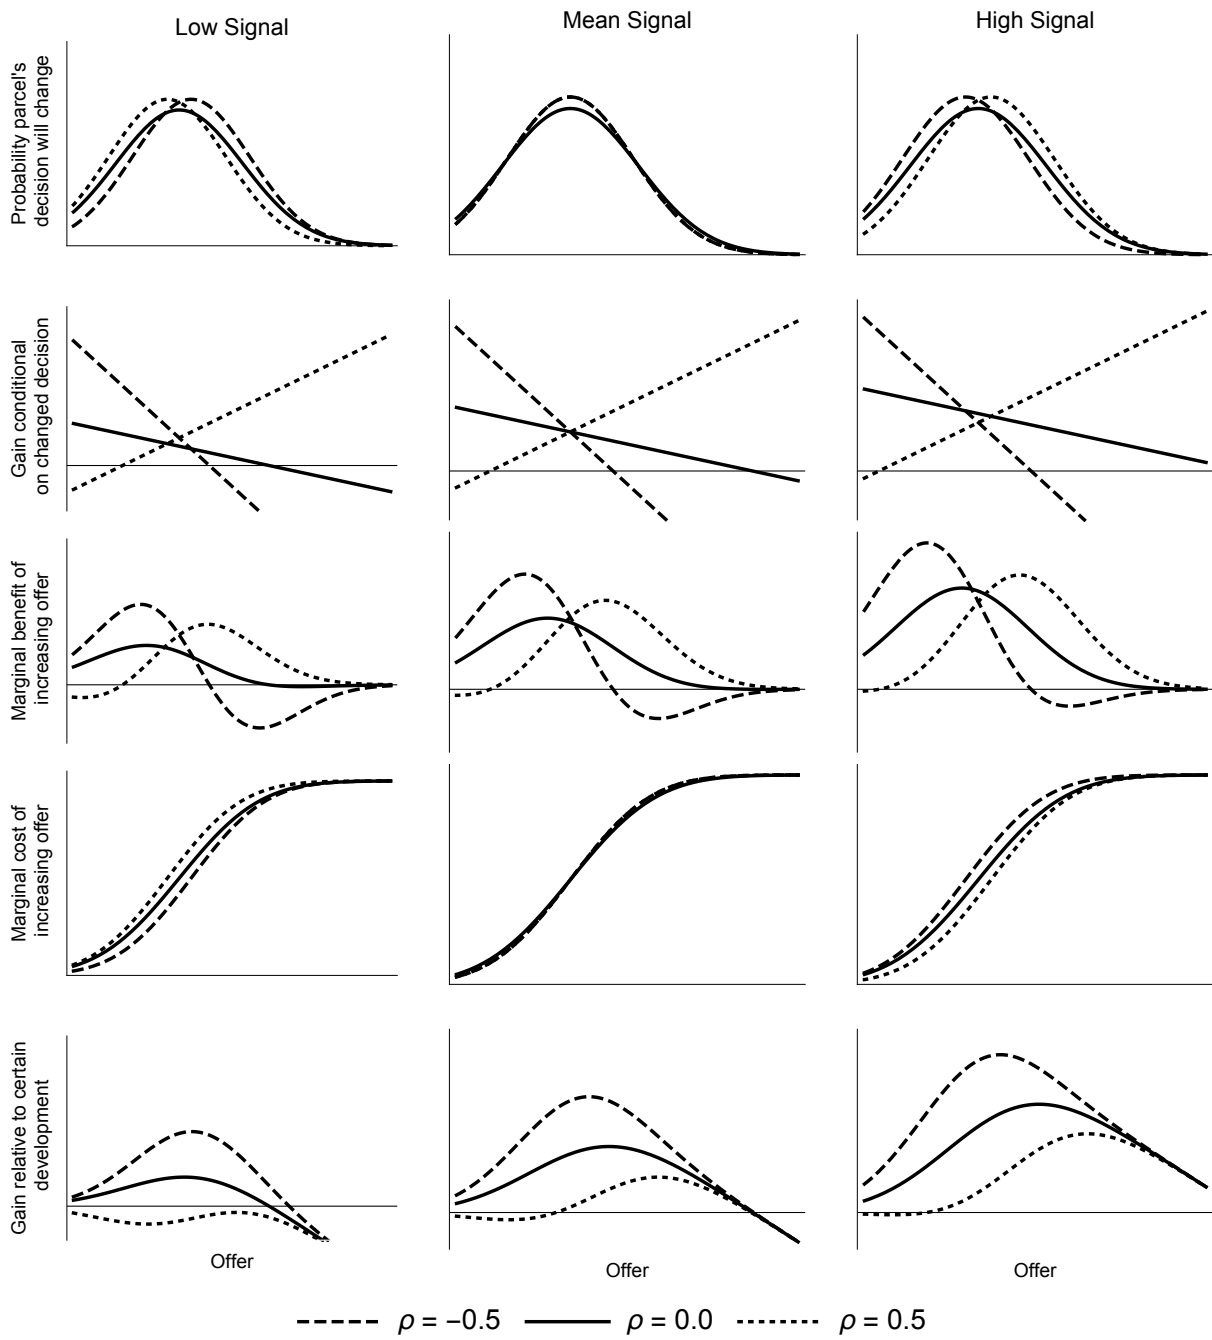 Low Signal
Mean Signal
High Signal
Probability parcel's
decision will change
Gain conditional
on changed decision
Marginal benefit of
increasing offer
Marginal cost of
increasing offer
Gain relative to certain
development
Offer
Offer
Offer
ρ = −0.5
ρ = 0.0
ρ = 0.5